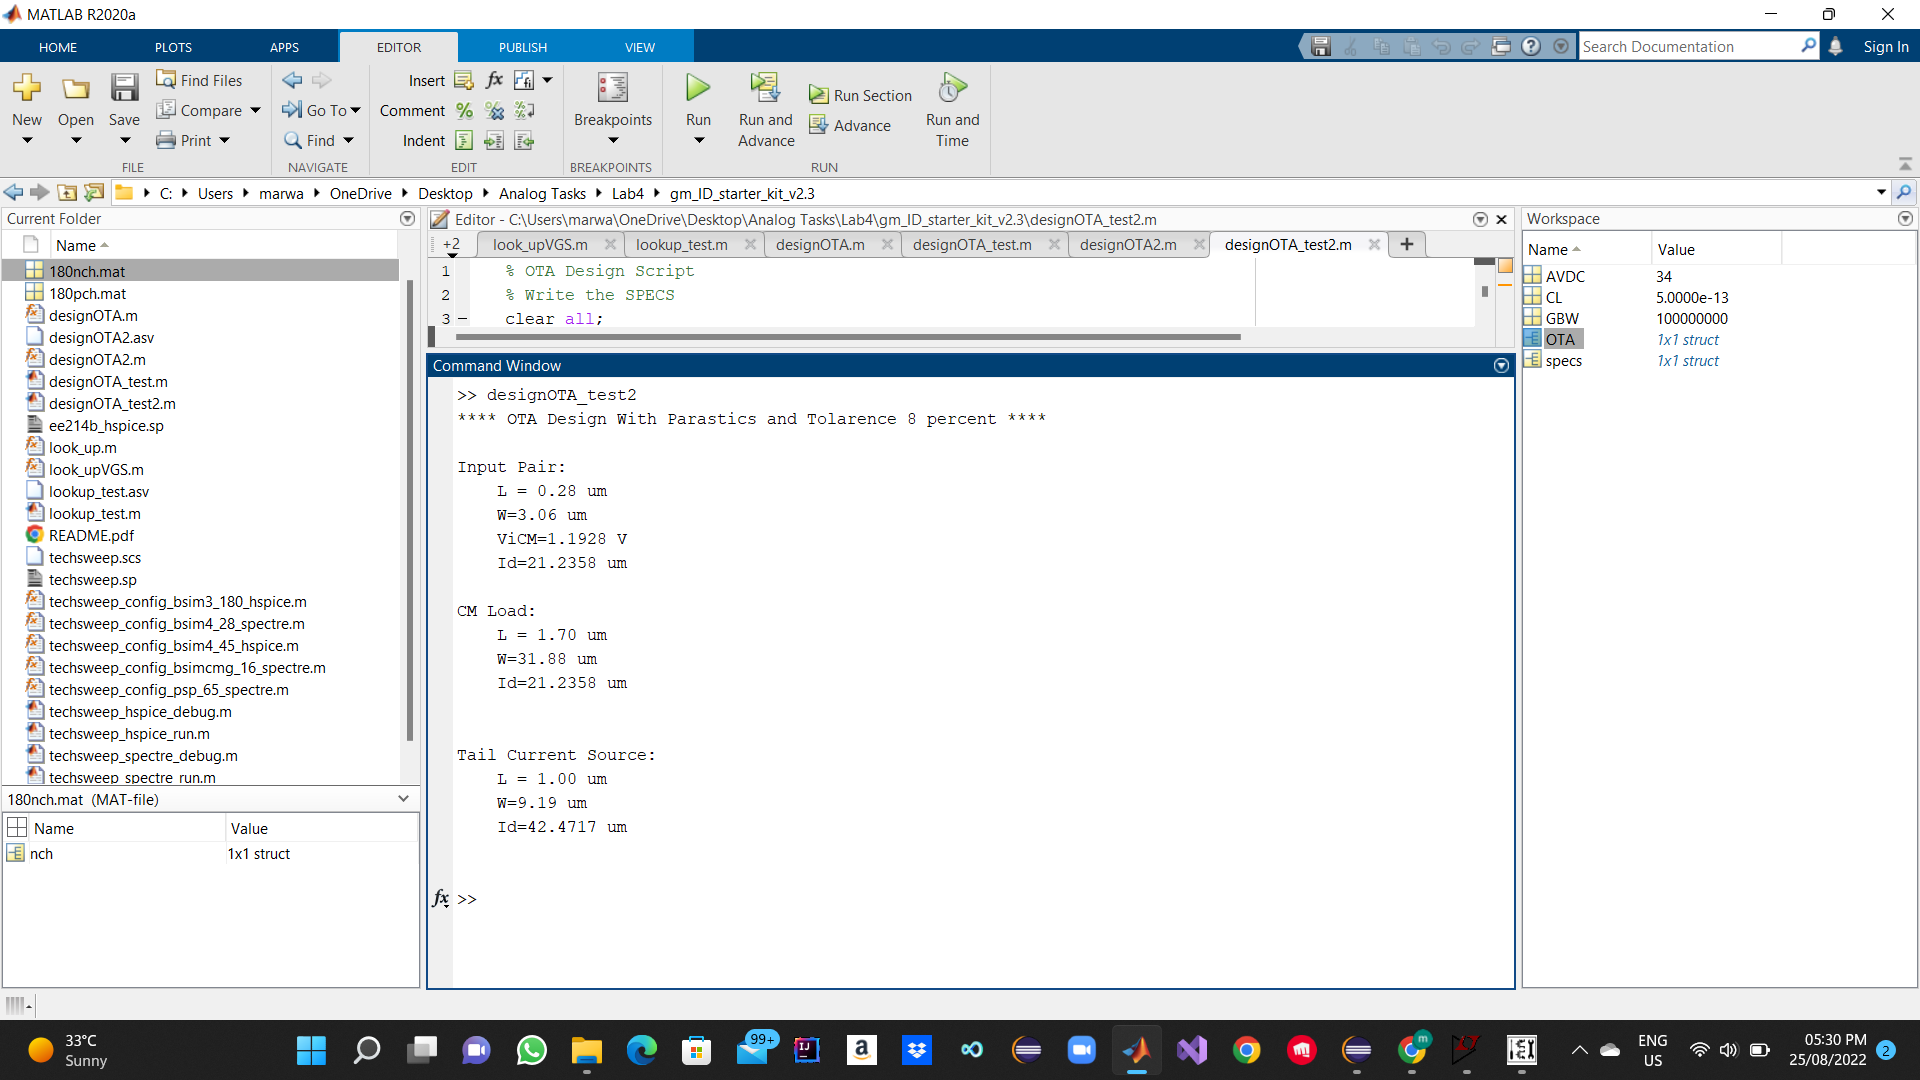 MATLAB R2020a
HOME PLOTS APPS EDITOR PUBLISH VIEW
Search Documentation
Sign In
New
Open
Save
Find Files
Compare
Print
FILE
Go To
Find
NAVIGATE
Insert
Comment
Indent
EDIT
Breakpoints
BREAKPOINTS
Run
Run and Advance
Run Section
Advance
Run and Time
RUN
C: Users marwa OneDrive Desktop Analog Tasks Lab4 gm_ID_starter_kit_v2.3
Current Folder
Name
180nch.mat
180pch.mat
designOTA.m
designOTA2.asv
designOTA2.m
designOTA_test.m
designOTA_test2.m
ee214b_hspice.sp
look_up.m
look_upVGS.m
lookup_test.asv
lookup_test.m
README.pdf
techsweep.scs
techsweep.sp
techsweep_config_bsim3_180_hspice.m
techsweep_config_bsim4_28_spectre.m
techsweep_config_bsim4_45_hspice.m
techsweep_config_bsimcmg_16_spectre.m
techsweep_config_psp_65_spectre.m
techsweep_hspice_debug.m
techsweep_hspice_run.m
techsweep_spectre_debug.m
techsweep_spectre_run.m
180nch.mat (MAT-file)
Name Value
nch 1x1 struct
Editor - C:\Users\marwa\OneDrive\Desktop\Analog Tasks\Lab4\gm_ID_starter_kit_v2.3\designOTA_test2.m
+2 look_upVGS.m lookup_test.m designOTA.m designOTA_test.m designOTA2.m designOTA_test2.m
1 % OTA Design Script
2 % Write the SPECS
3 clear all;
Command Window
>> designOTA_test2
**** OTA Design With Parastics and Tolarence 8 percent ****
Input Pair:
L = 0.28 um
W=3.06 um
ViCM=1.1928 V
Id=21.2358 um
CM Load:
L = 1.70 um
W=31.88 um
Id=21.2358 um
Tail Current Source:
L = 1.00 um
W=9.19 um
Id=42.4717 um
fx >>
Workspace
Name Value
AVDC 34
CL 5.0000e-13
GBW 100000000
OTA 1x1 struct
specs 1x1 struct
33°C
Sunny
99+
ENG
US
05:30 PM
25/08/2022
2